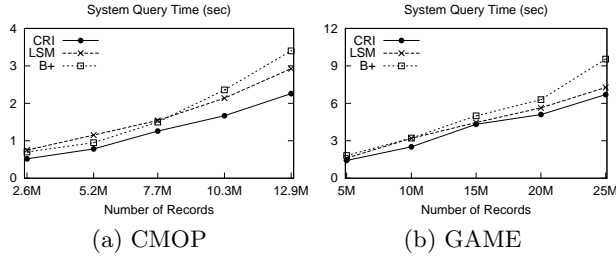 System Query Time (sec)
4
3
2
1
0
CRI
LSM
B+
2.6M 5.2M 7.7M 10.3M 12.9M
Number of Records
(a) CMOP
System Query Time (sec)
12
9
6
3
0
CRI
LSM
B+
5M 10M 15M 20M 25M
Number of Records
(b) GAME